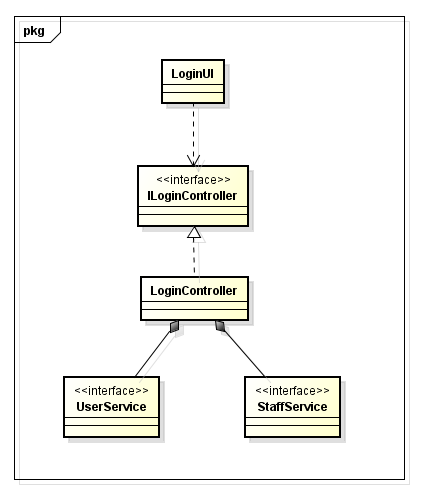 pkg
LoginUI
<<interface>>
ILoginController
LoginController
<<interface>>
UserService
<<interface>>
StaffService